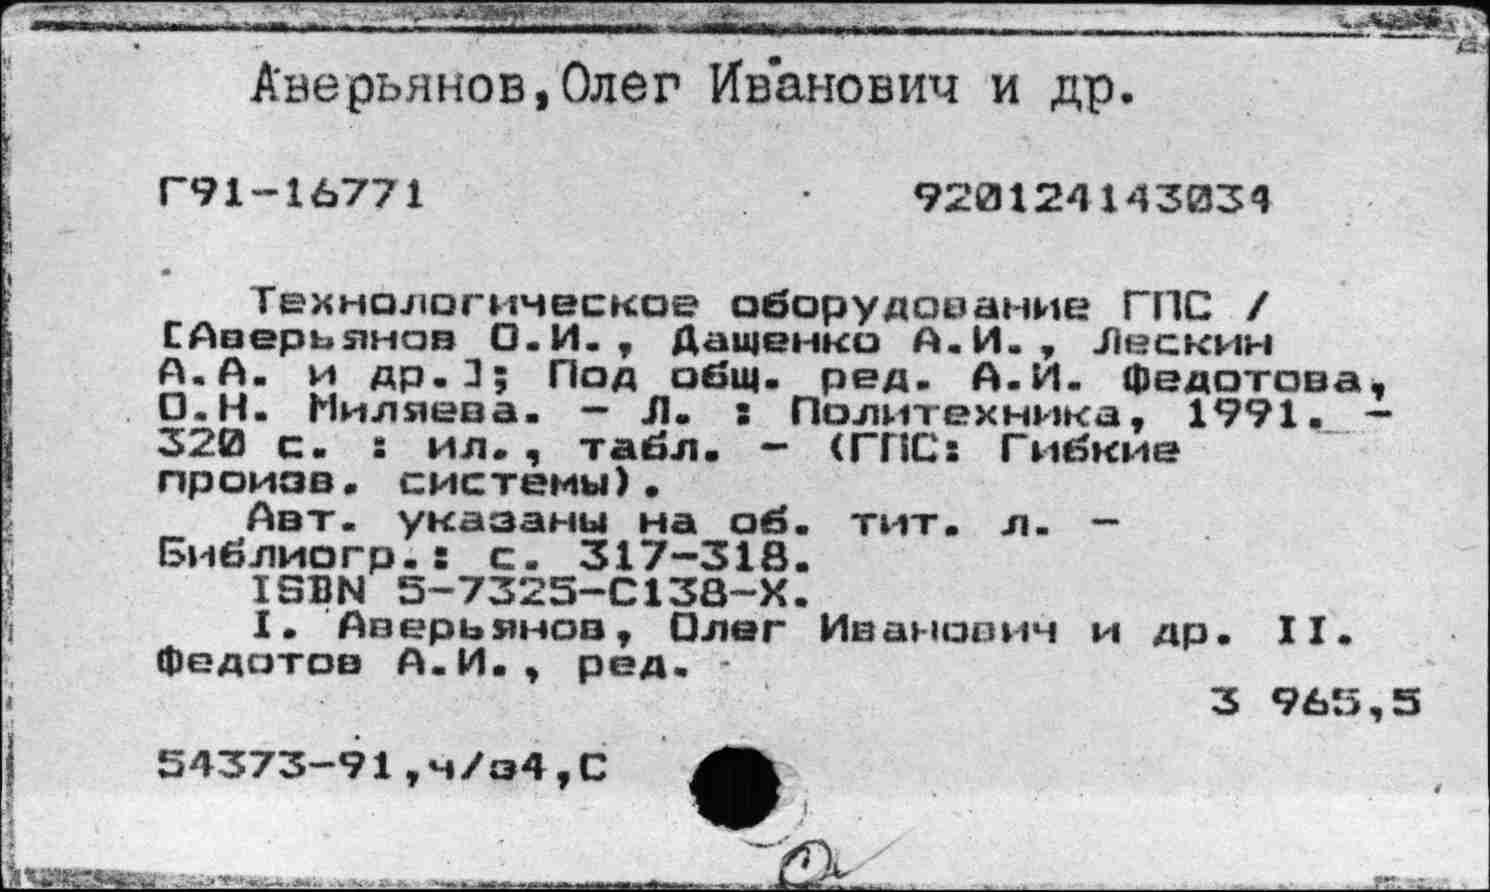 Аверьянов,Олег Иванович и др.
Г91-16771 920124143034
Технологическое оборудование ГПС /
[Аверьянов О.И., Дащенко А.И., Лескин
А.А. и др.]; Под общ. ред. А.И. Федотова,
О.Н. Миляева. - Л. : Политехника, 1991. -
320 с. : ил., табл. - (ГПС: Гибкие
произв. системы).
Авт. указаны на об. тит. л. -
Библиогр.: с. 317-318.
ISBN 5-7325-С138-X.
I. Аверьянов, Олег Иванович и др. II.
Федотов А.И., ред.
3 965,5
54373-91,ч/з4,С